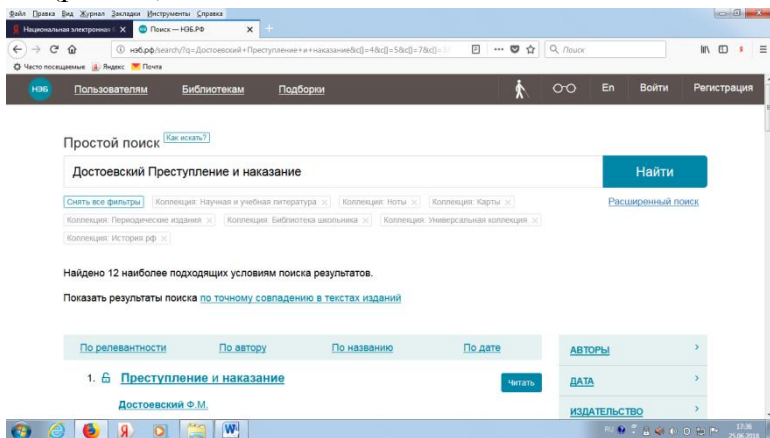 Файл Правка Вид Журнал Закладки Инструменты Справка
Национальная электронная
Поиск — НЭБ.РФ
нэб.рф/search/?q=Достоевский+Преступление+и+наказание&c[]=4&c[]=5&c[]=7&c[]=
Поиск
Часто посещаемые Яндекс Почта
НЭБ Пользователям Библиотекам Подборки En Войти Регистрация
Простой поиск Как искать?
Достоевский Преступление и наказание Найти
Снять все фильтры Коллекция: Научная и учебная литература Коллекция: Ноты Коллекция: Карты Расширенный поиск
Коллекция: Периодические издания Коллекция: Библиотека школьника Коллекция: Универсальная коллекция
Коллекция: История рф
Найдено 12 наиболее подходящих условиям поиска результатов.
Показать результаты поиска по точному совпадению в текстах изданий
По релевантности По автору По названию По дате АВТОРЫ
1. Преступление и наказание Читать ДАТА
Достоевский Ф.М. ИЗДАТЕЛЬСТВО
RU 17:36
25.06.2018